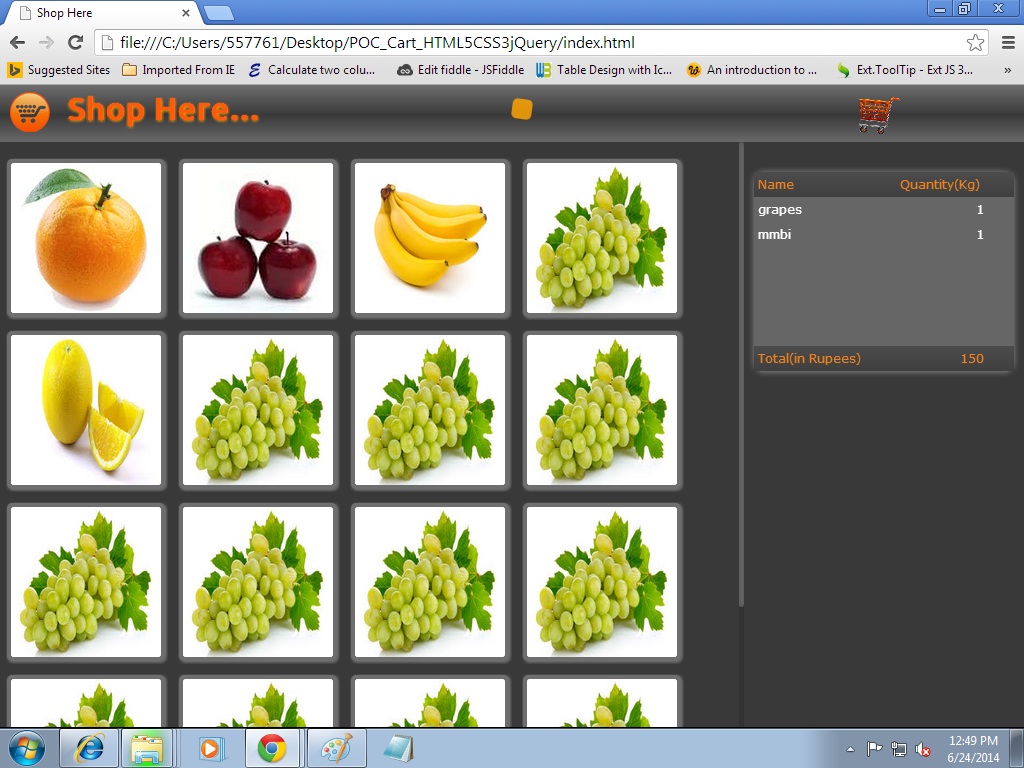 Shop Here
file:///C:/Users/557761/Desktop/POC_Cart_HTML5CSS3jQuery/index.html
Suggested Sites Imported From IE Calculate two colu... Edit fiddle - JSFiddle Table Design with Ic... An introduction to ... Ext.ToolTip - Ext JS 3... »
Shop Here...
Name Quantity(Kg)
grapes 1
mmbi 1
Total(in Rupees) 150
12:49 PM
6/24/2014